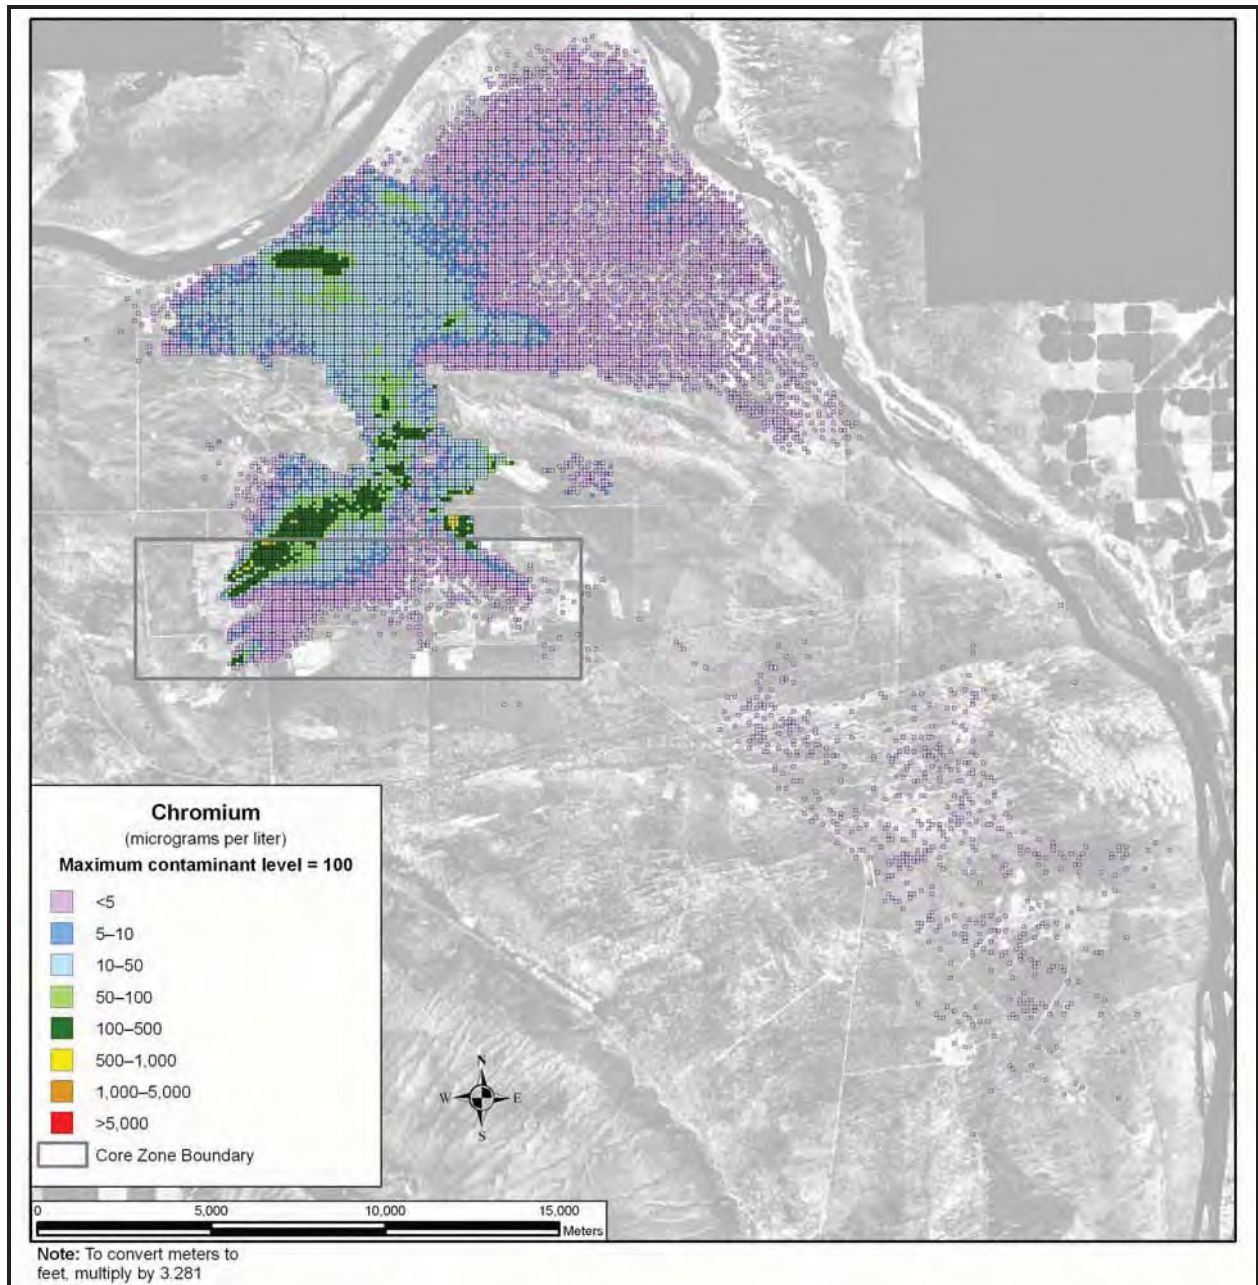 Chromium
(micrograms per liter)
Maximum contaminant level = 100
<5
5–10
10–50
50–100
100–500
500–1,000
1,000–5,000
>5,000
Core Zone Boundary
N
W E
S
0 5,000 10,000 15,000
Meters
Note: To convert meters to
feet, multiply by 3.281